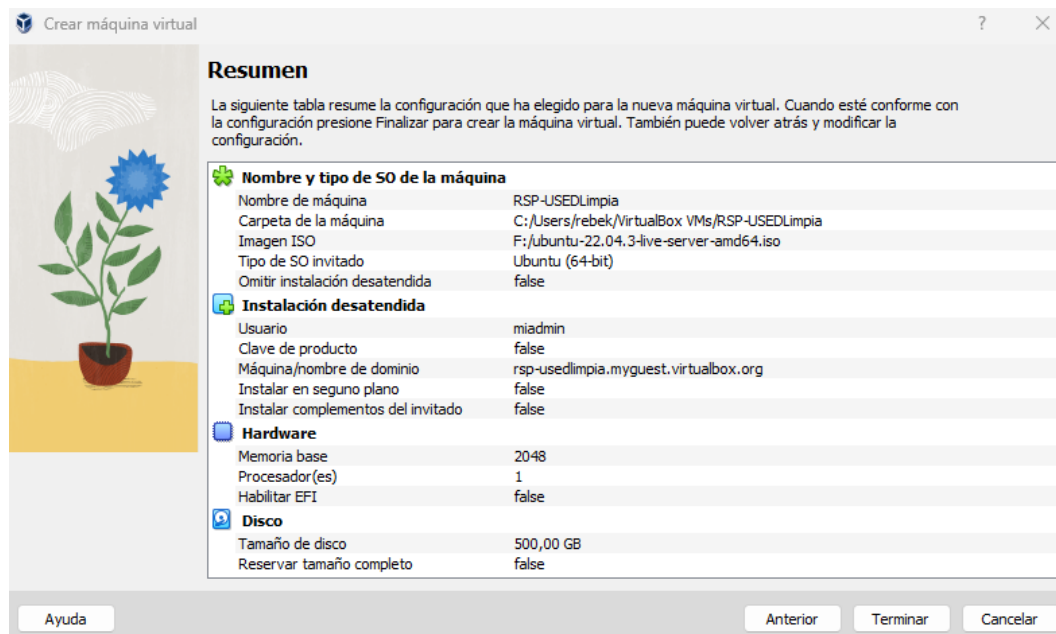 Crear máquina virtual
?
Resumen
La siguiente tabla resume la configuración que ha elegido para la nueva máquina virtual. Cuando esté conforme con
la configuración presione Finalizar para crear la máquina virtual. También puede volver atrás y modificar la
configuración.
Nombre y tipo de SO de la máquina
Nombre de máquina RSP-USEDLimpia
Carpeta de la máquina C:/Users/rebek/VirtualBox VMs/RSP-USEDLimpia
Imagen ISO F:/ubuntu-22.04.3-live-server-amd64.iso
Tipo de SO invitado Ubuntu (64-bit)
Omitir instalación desatendida false
Instalación desatendida
Usuario miadmin
Clave de producto false
Máquina/nombre de dominio rsp-usedlimpia.myguest.virtualbox.org
Instalar en seguno plano false
Instalar complementos del invitado false
Hardware
Memoria base 2048
Procesador(es) 1
Habilitar EFI false
Disco
Tamaño de disco 500,00 GB
Reservar tamaño completo false
Ayuda Anterior Terminar Cancelar